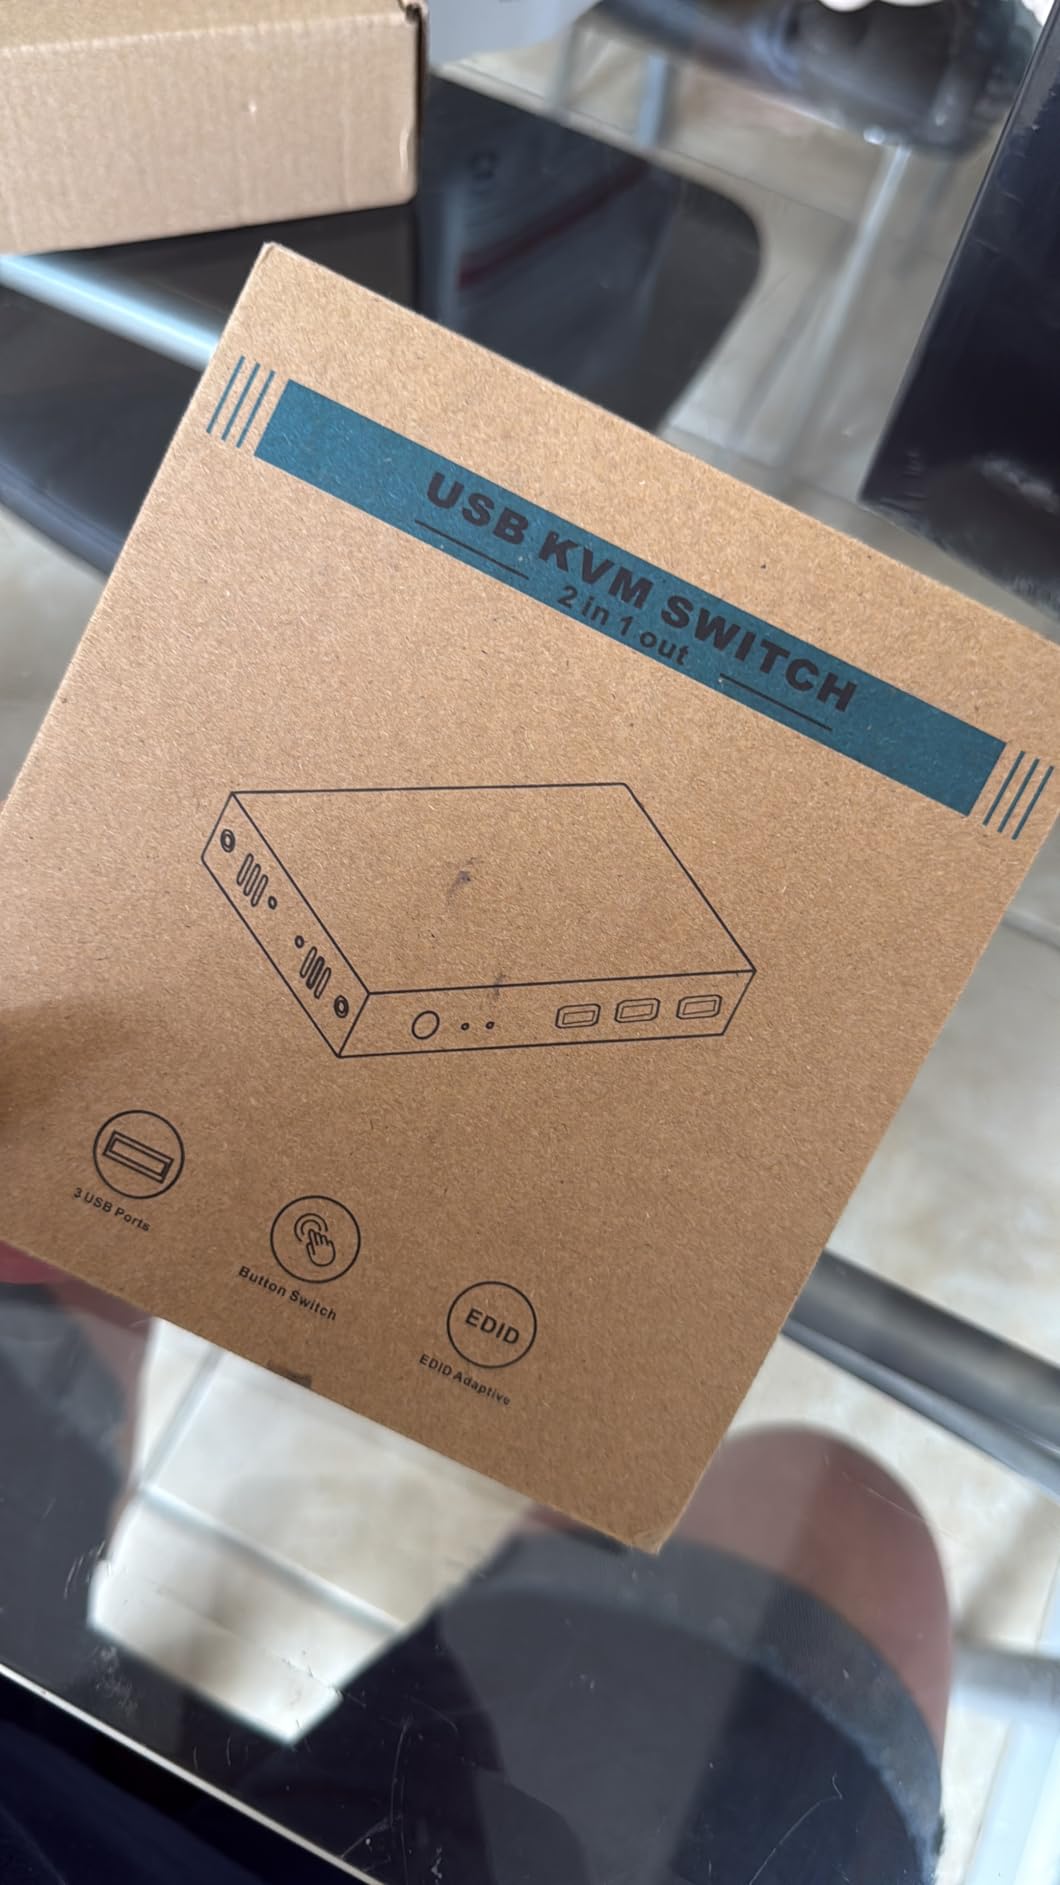 USB KVM SWITCH
2 in 1 out
3 USB Ports
Button Switch
EDID
EDID Adaptive